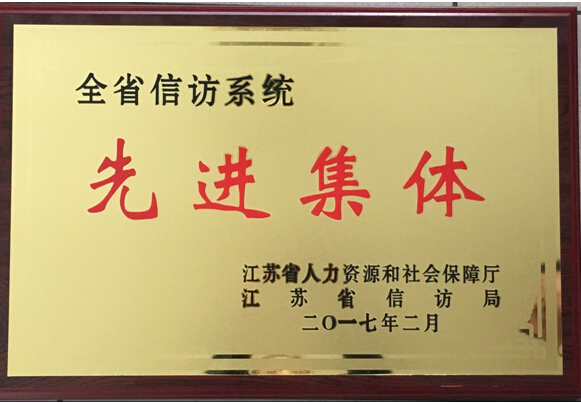 全省信访系统
先进集体
江苏省人力资源和社会保障厅
江苏省信访局
二〇一七年二月